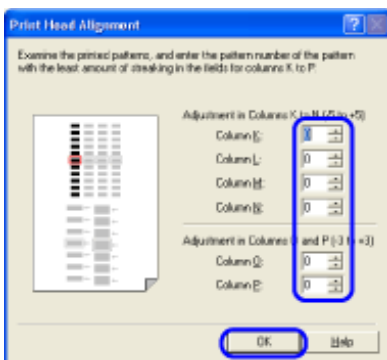 Print Head Alignment
Examine the printed patterns, and enter the pattern number of the pattern
with the least amount of streaking in the fields for columns K to P.
Adjustment in Columns K to N (-5 to +5)
Column K: 0
Column L: 0
Column M: 0
Column N: 0
Adjustment in Columns O and P (-3 to +3)
Column O: 0
Column P: 0
OK Help